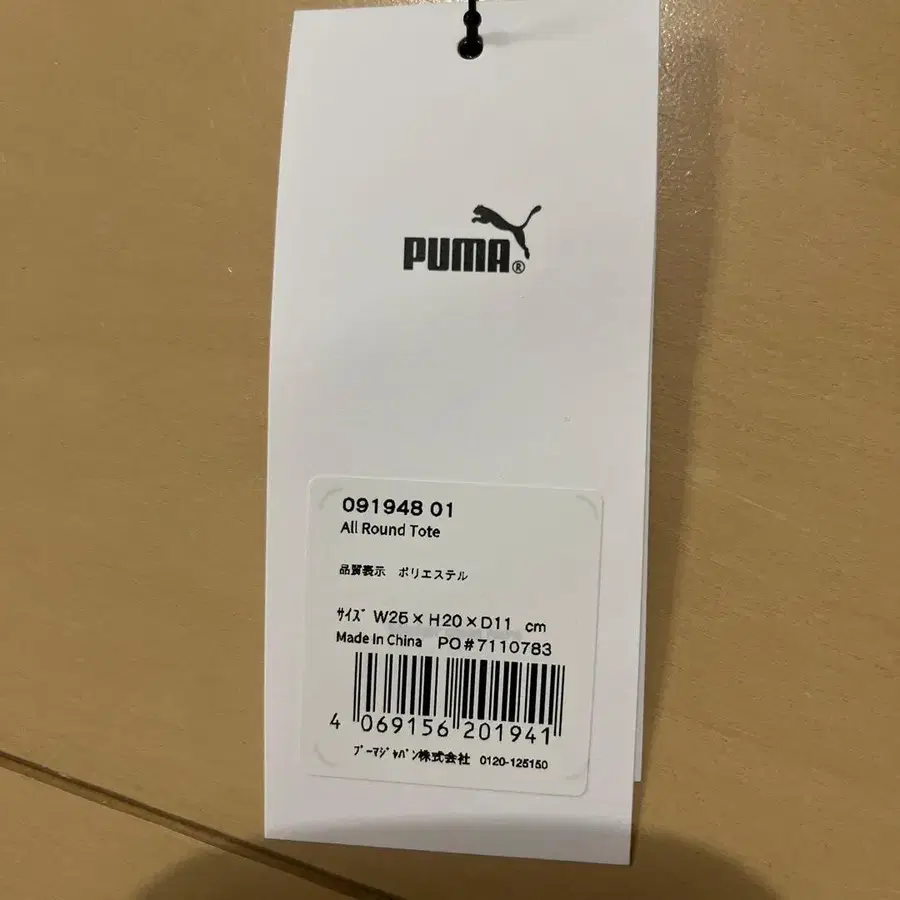 PUMA®
091948 01
All Round Tote
品質表示 ポリエステル
ｻｲｽﾞ W25×H20×D11 cm
Made In China PO#7110783
4 069156 201941
ﾌﾟｰﾏｼﾞｬﾊﾟﾝ株式会社 0120-125150